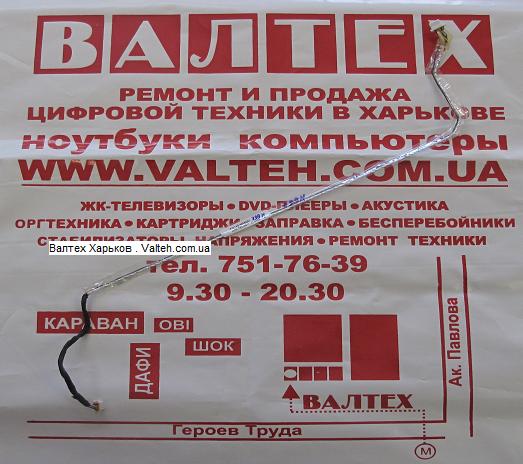 ВАЛТЕХ
РЕМОНТ И ПРОДАЖА
ЦИФРОВОЙ ТЕХНИКИ В ХАРЬКОВЕ
ноутбуки компьютеры
WWW.VALTEH.COM.UA
ЖК-ТЕЛЕВИЗОРЫ • DVD-ПЛЕЕРЫ • АКУСТИКА
ОРГТЕХНИКА • КАРТРИДЖИ • ЗАПРАВКА • БЕСПЕРЕБОЙНИКИ
СТАБИЛИЗАТОРЫ НАПРЯЖЕНИЯ • РЕМОНТ ТЕХНИКИ
Валтех Харьков . Valteh.com.ua
тел. 751-76-39
9.30 - 20.30
КАРАВАН
ОВІ
ШОК
ДАФИ
ВАЛТЕХ
Ак. Павлова
Героев Труда
М